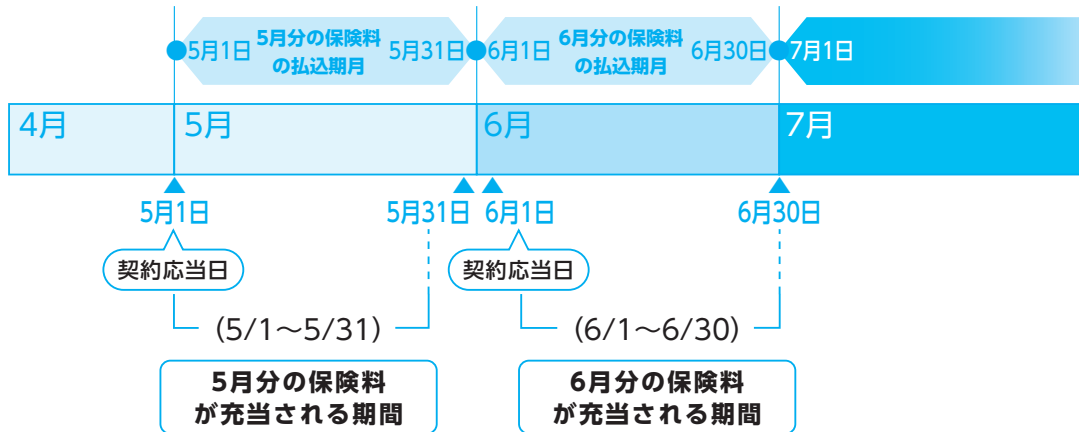 5月1日 5月分の保険料の払込期月 5月31日 6月1日 6月分の保険料の払込期月 6月30日 7月1日
4月 5月 6月 7月
5月1日 5月31日 6月1日 6月30日
契約応当日 契約応当日
(5/1〜5/31) (6/1〜6/30)
5月分の保険料
が充当される期間
6月分の保険料
が充当される期間